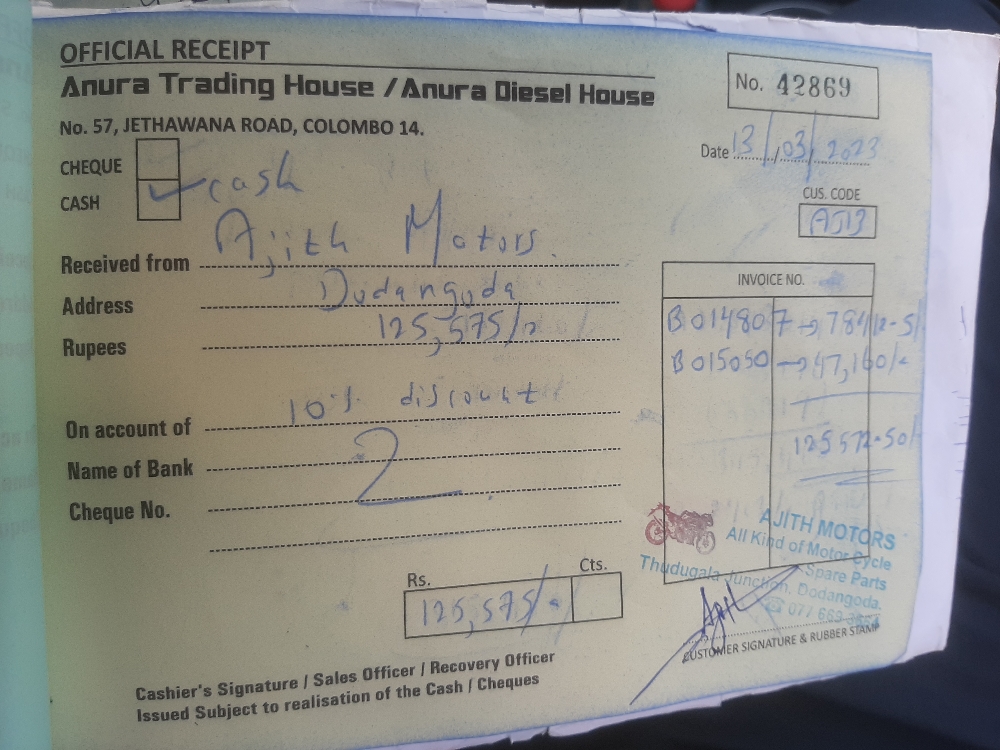 OFFICIAL RECEIPT
Anura Trading House / Anura Diesel House
No. 57, JETHAWANA ROAD, COLOMBO 14.
No. 42869
Date 13/03/2023
CHEQUE
CASH cash
CUS. CODE
AJ13
Received from Ajith Motors
Address Dodangoda
Rupees 125,575/
On account of 10% discount
Name of Bank
Cheque No.
INVOICE NO.
B014807 →
B015050 → 47,160/-
125572.50/
Rs. Cts.
125,575/-
AJITH MOTORS
All Kind of Motor Cycle
Spare Parts
Thudugala Junction, Dodangoda.
077 669
CUSTOMER SIGNATURE & RUBBER STAMP
Cashier's Signature / Sales Officer / Recovery Officer
Issued Subject to realisation of the Cash / Cheques